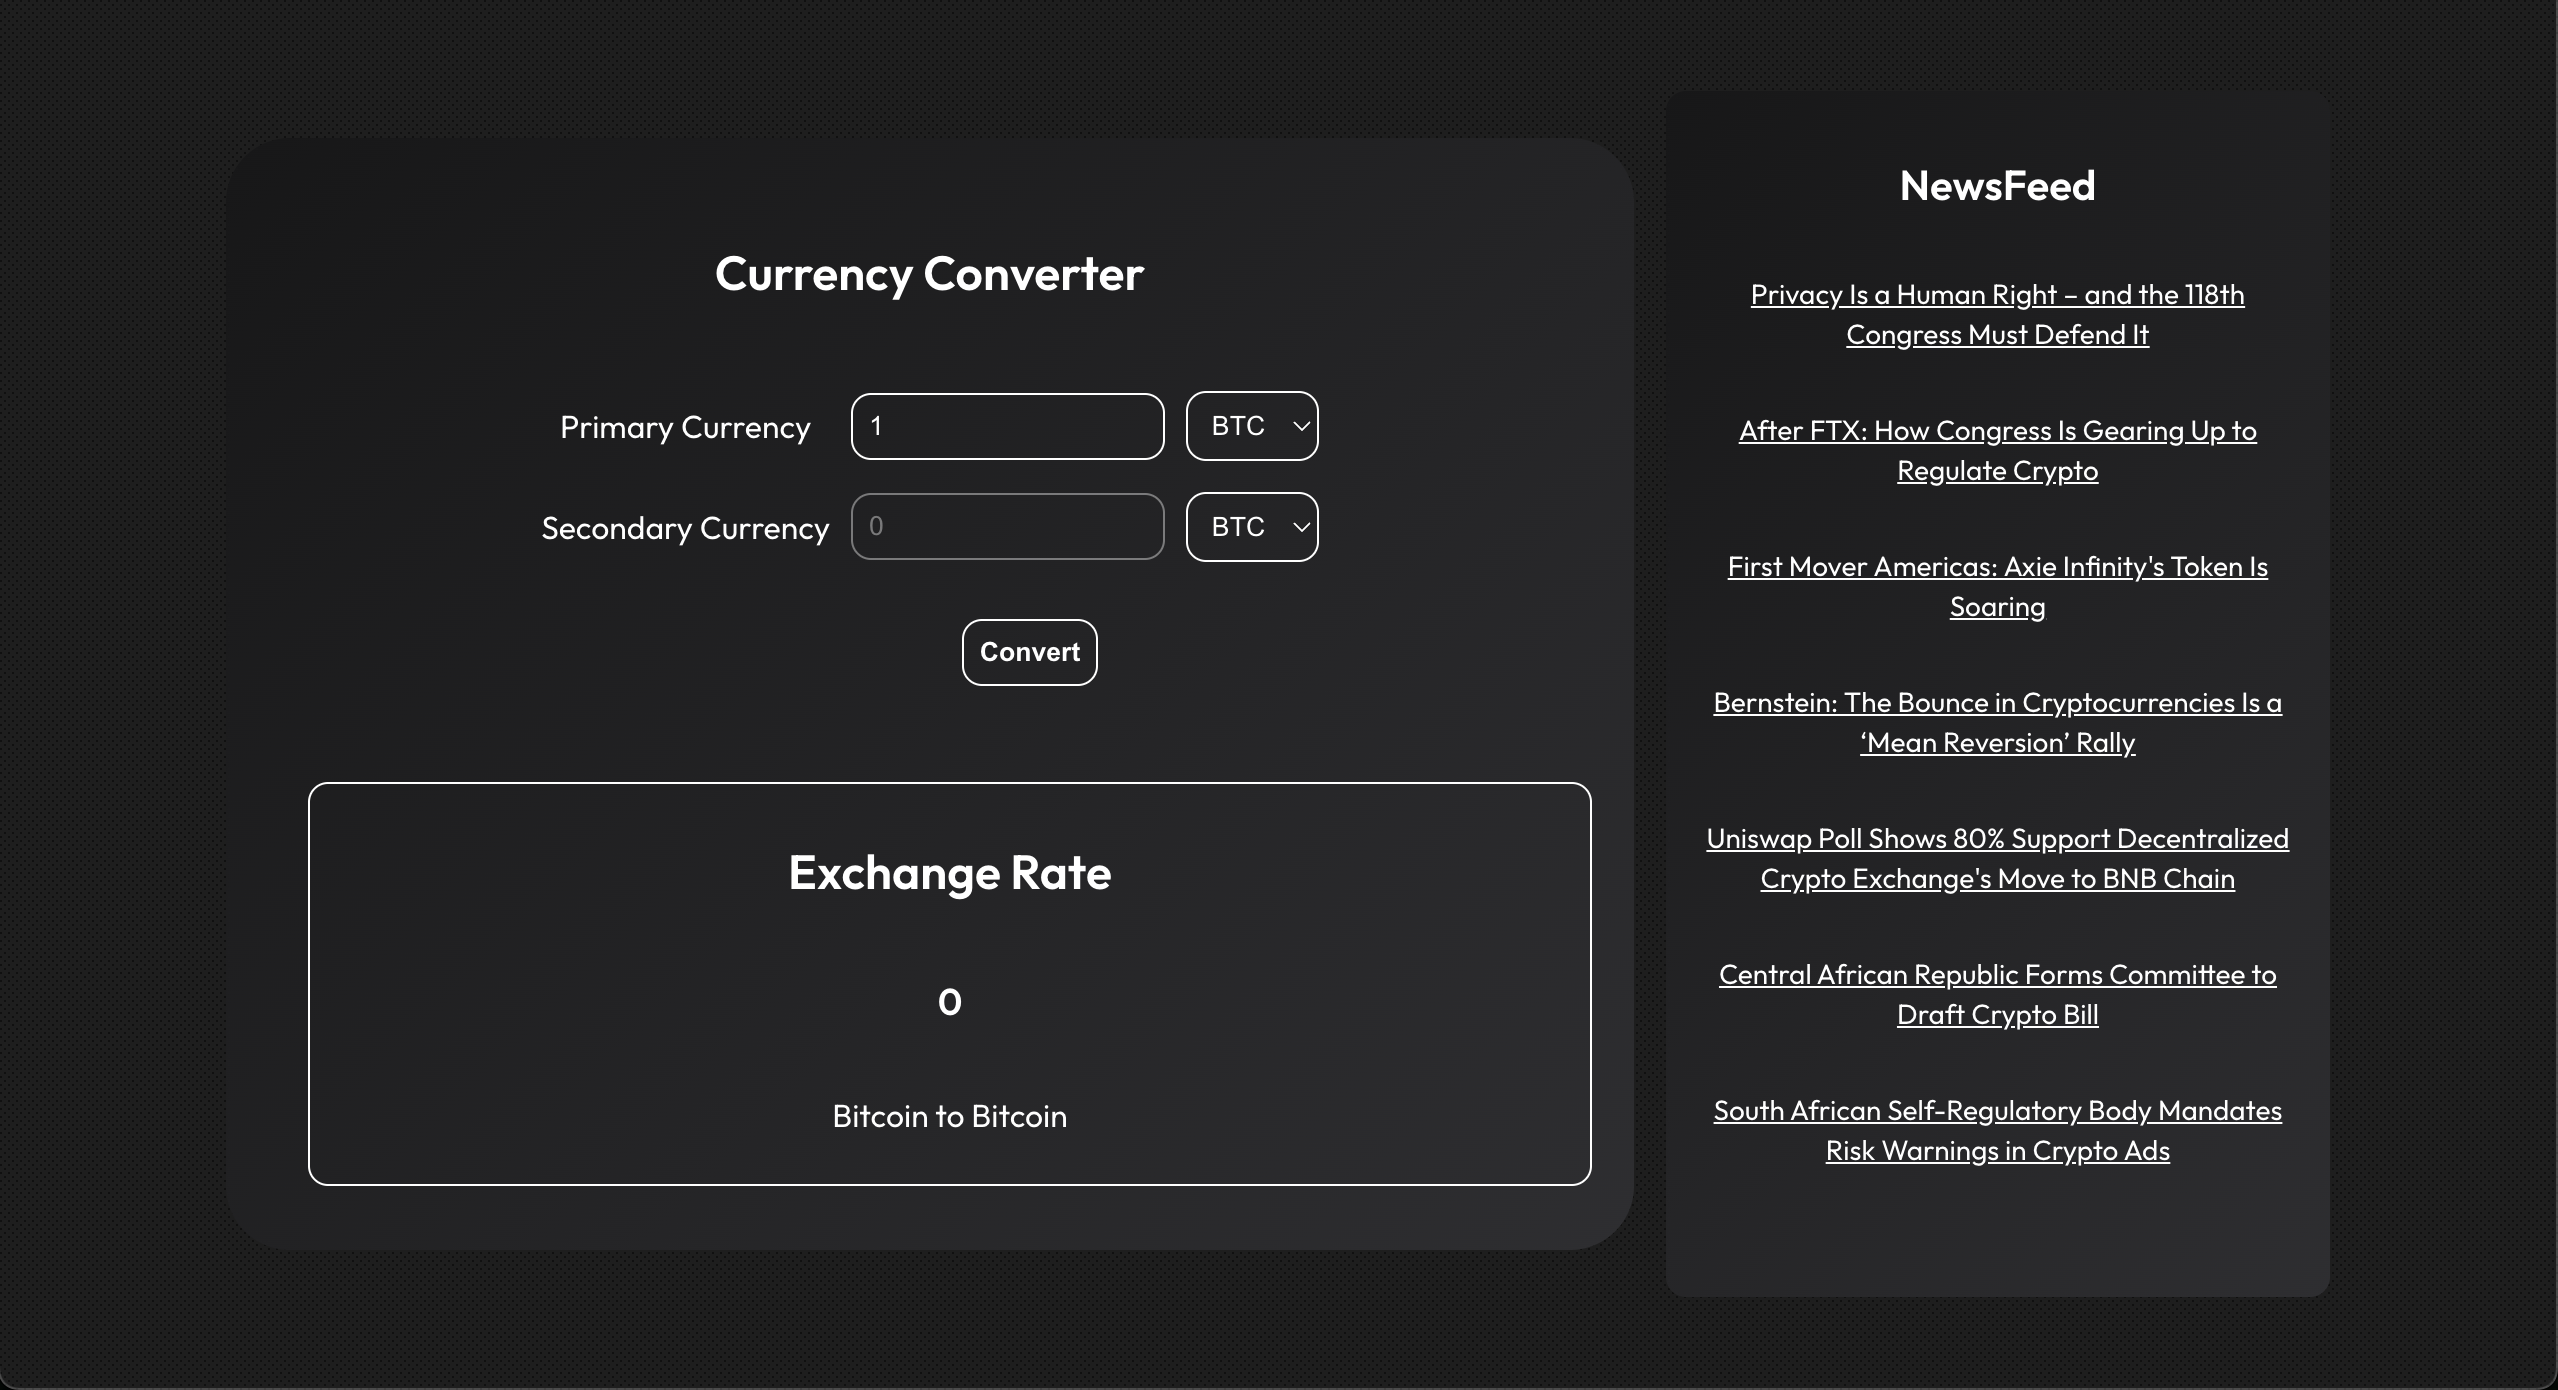 Currency Converter
Primary Currency 1 BTC
Secondary Currency 0 BTC
Convert
Exchange Rate
0
Bitcoin to Bitcoin
NewsFeed
Privacy Is a Human Right – and the 118th
Congress Must Defend It
After FTX: How Congress Is Gearing Up to
Regulate Crypto
First Mover Americas: Axie Infinity's Token Is
Soaring
Bernstein: The Bounce in Cryptocurrencies Is a
‘Mean Reversion’ Rally
Uniswap Poll Shows 80% Support Decentralized
Crypto Exchange's Move to BNB Chain
Central African Republic Forms Committee to
Draft Crypto Bill
South African Self-Regulatory Body Mandates
Risk Warnings in Crypto Ads